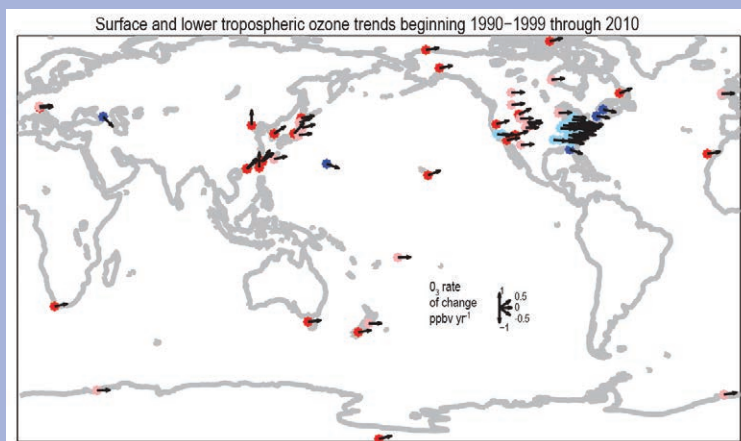 Surface and lower tropospheric ozone trends beginning 1990−1999 through 2010
O₃ rate
of change
ppbv yr⁻¹
1
0.5
0
-0.5
−1